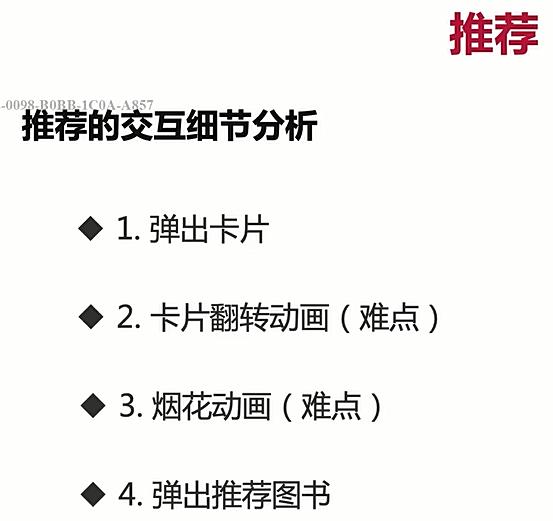 推荐
-0098-B0BB-1C0A-A857
推荐的交互细节分析
◆ 1. 弹出卡片
◆ 2. 卡片翻转动画（难点）
◆ 3. 烟花动画（难点）
◆ 4. 弹出推荐图书